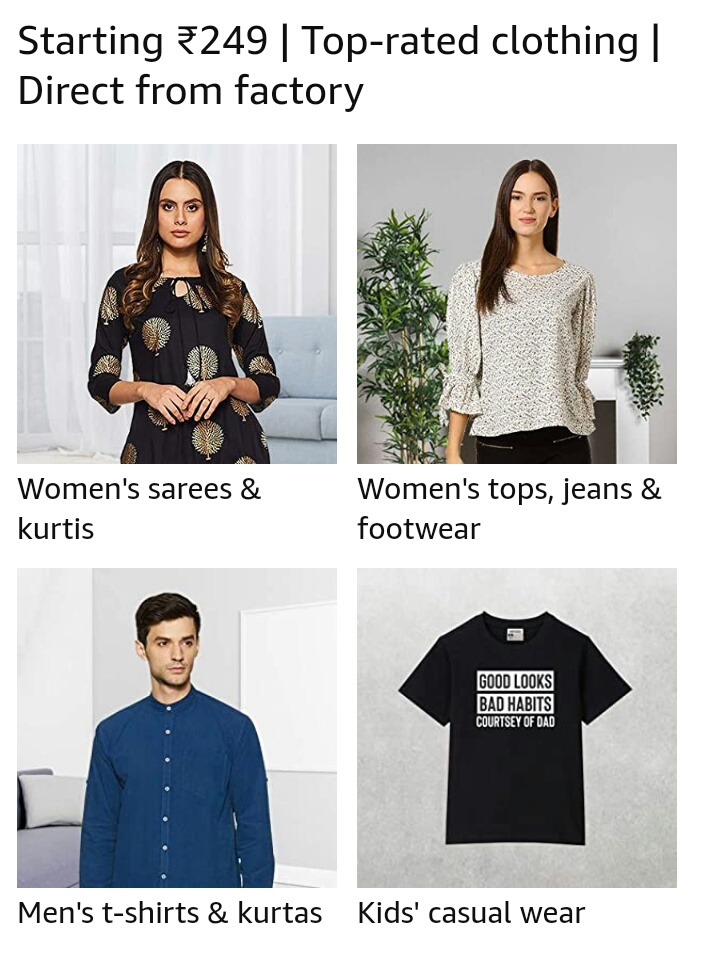 Starting ₹249 | Top-rated clothing |
Direct from factory
Women's sarees &
kurtis
Women's tops, jeans &
footwear
GOOD LOOKS
BAD HABITS
COURTSEY OF DAD
Men's t-shirts & kurtas
Kids' casual wear